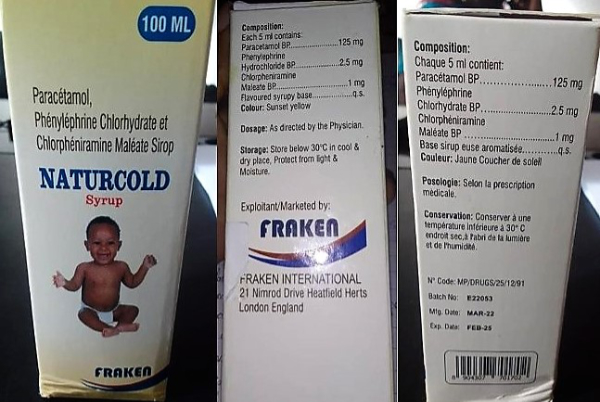 100 ML
Paracétamol,
Phényléphrine Chlorhydrate et
Chlorphéniramine Maléate Sirop
NATURCOLD
Syrup
FRAKEN
Composition:
Each 5 ml contains:
Paracetamol BP..................125 mg
Phenylephrine
Hydrochloride BP..............2.5 mg
Chlorpheniramine
Maleate BP........................1 mg
Flavoured syrupy base.........q.s.
Colour: Sunset yellow
Dosage: As directed by the Physician.
Storage: Store below 30°C in cool &
dry place, Protect from light &
Moisture.
Exploitant/Marketed by:
FRAKEN
FRAKEN INTERNATIONAL
21 Nimrod Drive Heatfield Herts
London England
Composition:
Chaque 5 ml contient:
Paracétamol BP..................125 mg
Phényléphrine
Chlorhydrate BP................2.5 mg
Chlorphéniramine
Maléate BP ........................1 mg
Base sirup euse aromatisée........q.s.
Couleur: Jaune Coucher de soleil
Posologie: Selon la prescription
médicale.
Conservation: Conserver à une
température intérieure à 30° C
endroit sec,à l'abri de la lumière
et de l'humidité.
N° Code: MP/DRUGS/25/12/91
Batch No: E22053
Mfg. Date: MAR-22
Exp. Date: FEB-25
8 904307 701702